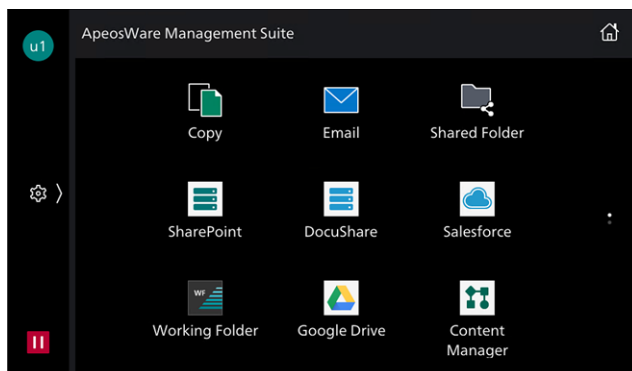 u1
ApeosWare Management Suite
Copy
Email
Shared Folder
SharePoint
DocuShare
Salesforce
WF
Working Folder
Google Drive
Content
Manager